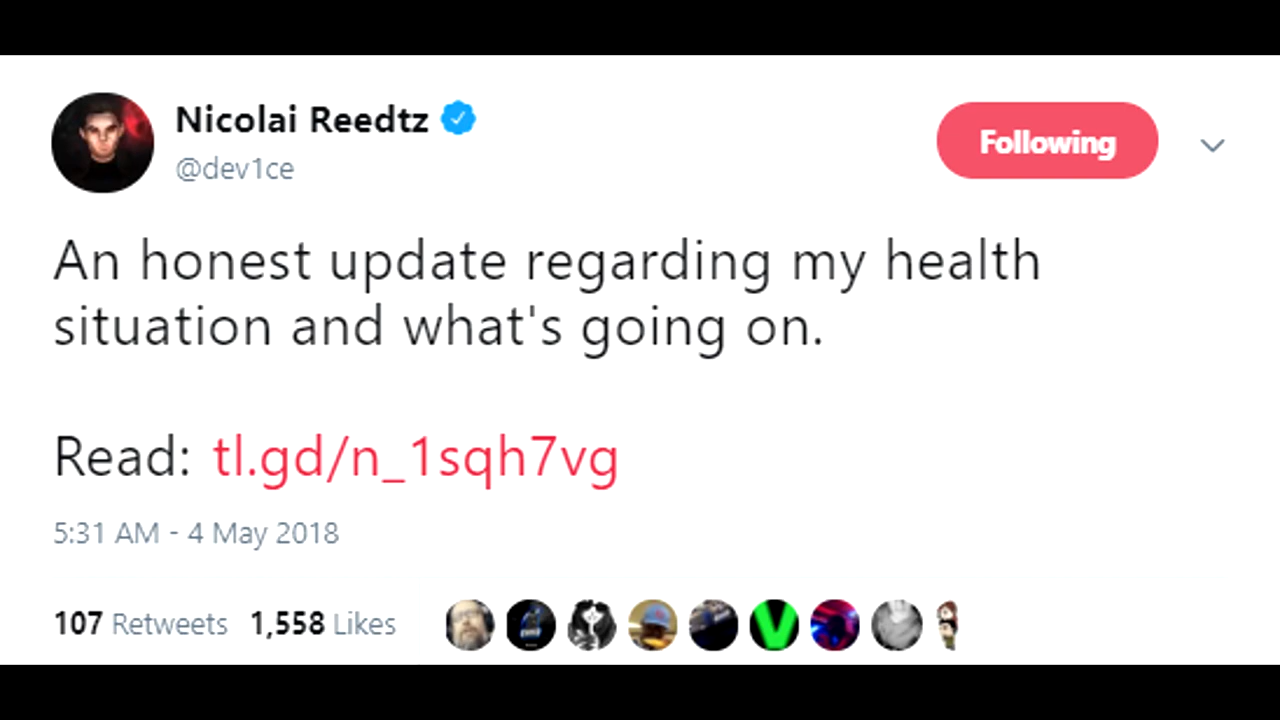 Nicolai Reedtz
@dev1ce
Following
An honest update regarding my health
situation and what's going on.
Read: tl.gd/n_1sqh7vg
5:31 AM - 4 May 2018
107 Retweets 1,558 Likes